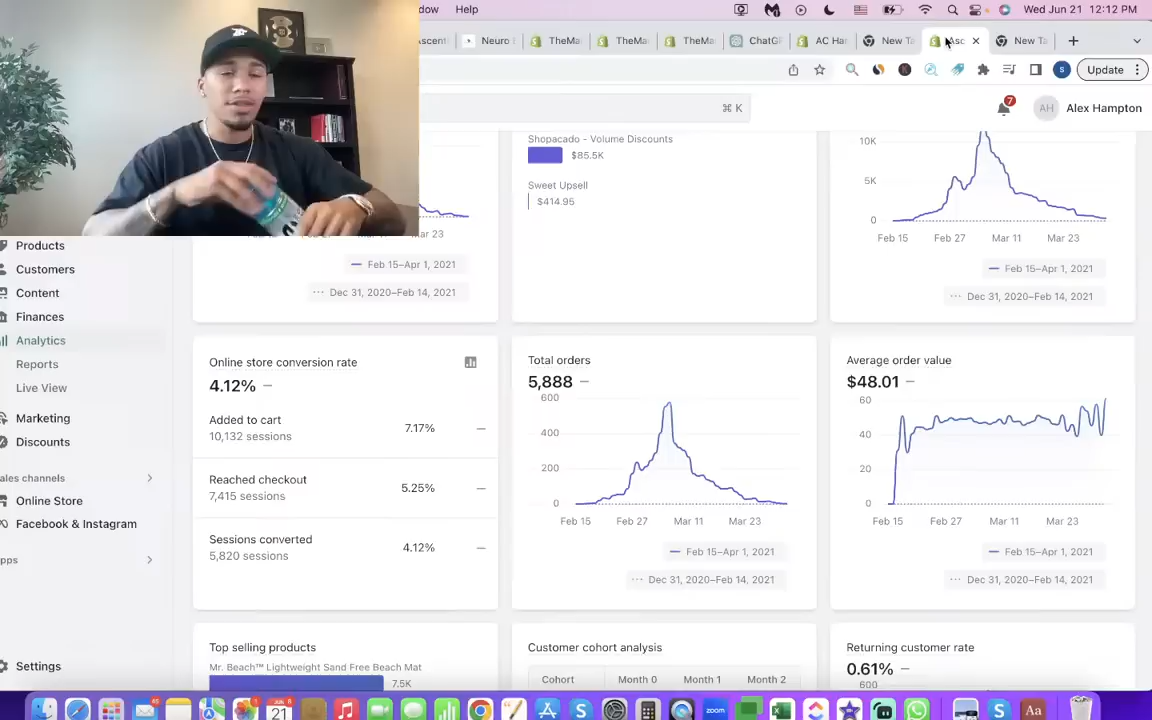 dow Help Wed Jun 21 12:12 PM
Ascent Neuro TheMa TheMa TheMa ChatGP AC Har New Ta Asc New Ta
Update
⌘ K 7 AH Alex Hampton
Shopacado - Volume Discounts
$85.5K
Sweet Upsell
$414.95
10K
5K
0
Feb 15 Feb 27 Mar 11 Mar 23
ar 23
Feb 15–Apr 1, 2021
Dec 31, 2020–Feb 14, 2021
Feb 15–Apr 1, 2021
Dec 31, 2020–Feb 14, 2021
Products
Customers
Content
Finances
Analytics
Reports
Live View
Marketing
Discounts
ales channels
Online Store
Facebook & Instagram
pps
Settings
Online store conversion rate
4.12% –
Added to cart
10,132 sessions
7.17% –
Reached checkout
7,415 sessions
5.25% –
Sessions converted
5,820 sessions
4.12% –
Total orders
5,888 –
600
400
200
0
Feb 15 Feb 27 Mar 11 Mar 23
Feb 15–Apr 1, 2021
Dec 31, 2020–Feb 14, 2021
Average order value
$48.01 –
60
40
20
0
Feb 15 Feb 27 Mar 11 Mar 23
Feb 15–Apr 1, 2021
Dec 31, 2020–Feb 14, 2021
Top selling products
Mr. Beach™ Lightweight Sand Free Beach Mat
7.5K
Customer cohort analysis
Cohort Month 0 Month 1 Month 2
Returning customer rate
0.61% –
600
21
zoom
Aa